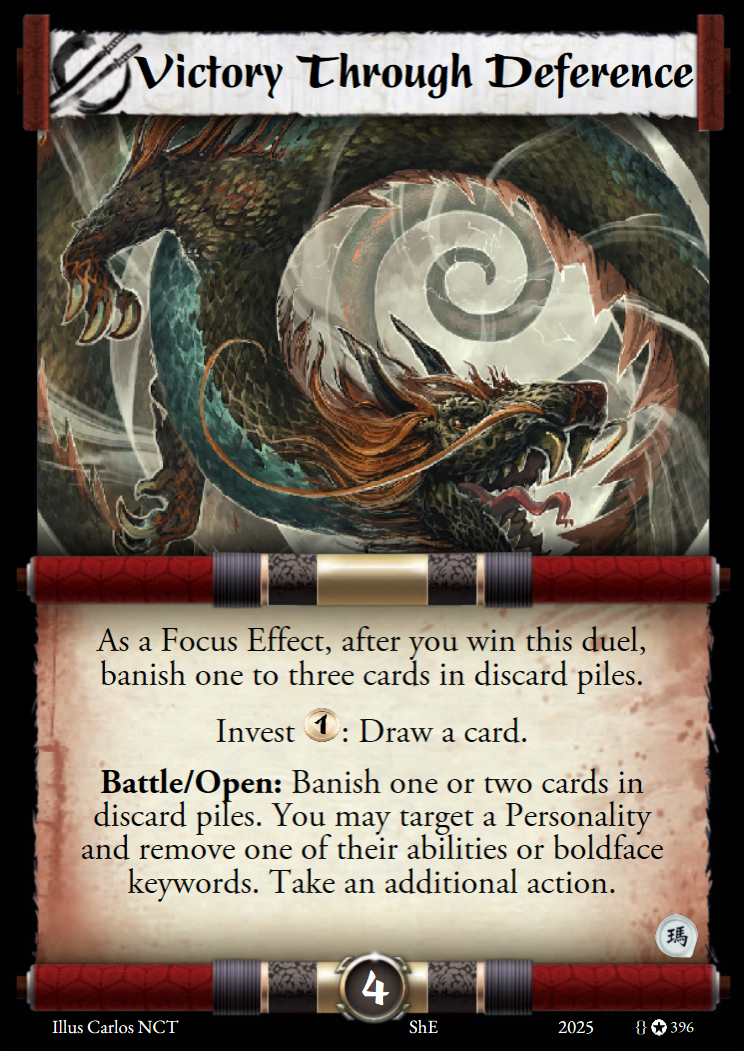 Victory Through Deference
As a Focus Effect, after you win this duel,
banish one to three cards in discard piles.
Invest 1: Draw a card.
Battle/Open: Banish one or two cards in
discard piles. You may target a Personality
and remove one of their abilities or boldface
keywords. Take an additional action.
瑪
4
Illus Carlos NCT ShE 2025 {} ✪ 396